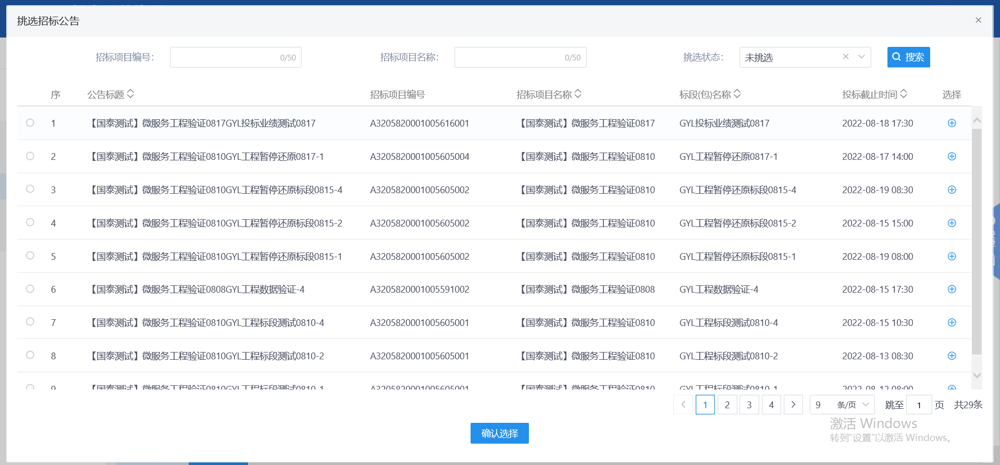 挑选招标公告
×
招标项目编号： 0/50 招标项目名称： 0/50 挑选状态： 未挑选 搜索
序 公告标题 招标项目编号 招标项目名称 标段(包)名称 投标截止时间 选择
1 【国泰测试】微服务工程验证0817GYL投标业绩测试0817 A3205820001005616001 【国泰测试】微服务工程验证0817 GYL投标业绩测试0817 2022-08-18 17:30
2 【国泰测试】微服务工程验证0810GYL工程暂停还原0817-1 A3205820001005605004 【国泰测试】微服务工程验证0810 GYL工程暂停还原0817-1 2022-08-17 14:00
3 【国泰测试】微服务工程验证0810GYL工程暂停还原标段0815-4 A3205820001005605002 【国泰测试】微服务工程验证0810 GYL工程暂停还原标段0815-4 2022-08-19 08:30
4 【国泰测试】微服务工程验证0810GYL工程暂停还原标段0815-2 A3205820001005605002 【国泰测试】微服务工程验证0810 GYL工程暂停还原标段0815-2 2022-08-15 15:00
5 【国泰测试】微服务工程验证0810GYL工程暂停还原标段0815-1 A3205820001005605002 【国泰测试】微服务工程验证0810 GYL工程暂停还原标段0815-1 2022-08-19 08:00
6 【国泰测试】微服务工程验证0808GYL工程数据验证-4 A3205820001005591002 【国泰测试】微服务工程验证0808 GYL工程数据验证-4 2022-08-15 17:30
7 【国泰测试】微服务工程验证0810GYL工程标段测试0810-4 A3205820001005605001 【国泰测试】微服务工程验证0810 GYL工程标段测试0810-4 2022-08-15 10:30
8 【国泰测试】微服务工程验证0810GYL工程标段测试0810-2 A3205820001005605001 【国泰测试】微服务工程验证0810 GYL工程标段测试0810-2 2022-08-13 08:30
9 【国泰测试】微服务工程验证0810GYL工程标段测试0810-1 A3205820001005605001 【国泰测试】微服务工程验证0810 GYL工程标段测试0810-1 2022-08-12 08:00
1 2 3 4 9 条/页 跳至 1 页 共29条
激活 Windows
转到“设置”以激活 Windows。
确认选择